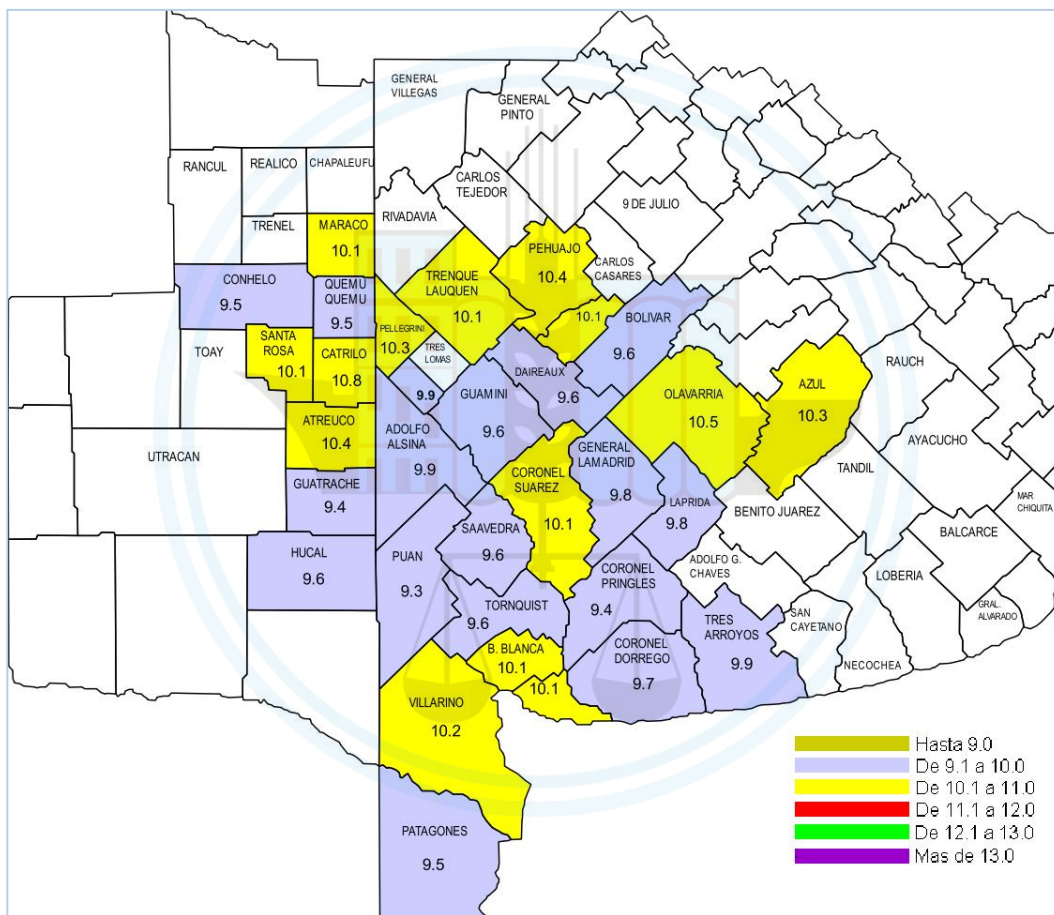 GENERAL
VILLEGAS
GENERAL
PINTO
RANCUL
REALICO
CHAPALEUFU
CARLOS
TEJEDOR
RIVADAVIA
9 DE JULIO
TRENEL
MARACO
10.1
PEHUAJO
10.4
CARLOS
CASARES
CONHELO
9.5
QUEMU
QUEMU
9.5
TRENQUE
LAUQUEN
10.1
10.1
BOLIVAR
9.6
TOAY
SANTA
ROSA
10.1
CATRILO
10.8
PELLEGRINI
10.3
TRES
LOMAS
9.9
DAIREAUX
9.6
GUAMINI
9.6
OLAVARRIA
10.5
AZUL
10.3
RAUCH
ATREUCO
10.4
ADOLFO
ALSINA
9.9
UTRACAN
GUATRACHE
9.4
CORONEL
SUAREZ
10.1
GENERAL
LAMADRID
9.8
LAPRIDA
9.8
TANDIL
AYACUCHO
MAR
CHIQUITA
BENITO JUAREZ
BALCARCE
HUCAL
9.6
PUAN
9.3
SAAVEDRA
9.6
CORONEL
PRINGLES
9.4
ADOLFO G.
CHAVES
LOBERIA
GRAL.
ALVARADO
TORNQUIST
9.6
TRES
ARROYOS
9.9
SAN
CAYETANO
NECOCHEA
B. BLANCA
10.1
10.1
CORONEL
DORREGO
9.7
VILLARINO
10.2
PATAGONES
9.5
Hasta 9.0
De 9.1 a 10.0
De 10.1 a 11.0
De 11.1 a 12.0
De 12.1 a 13.0
Mas de 13.0